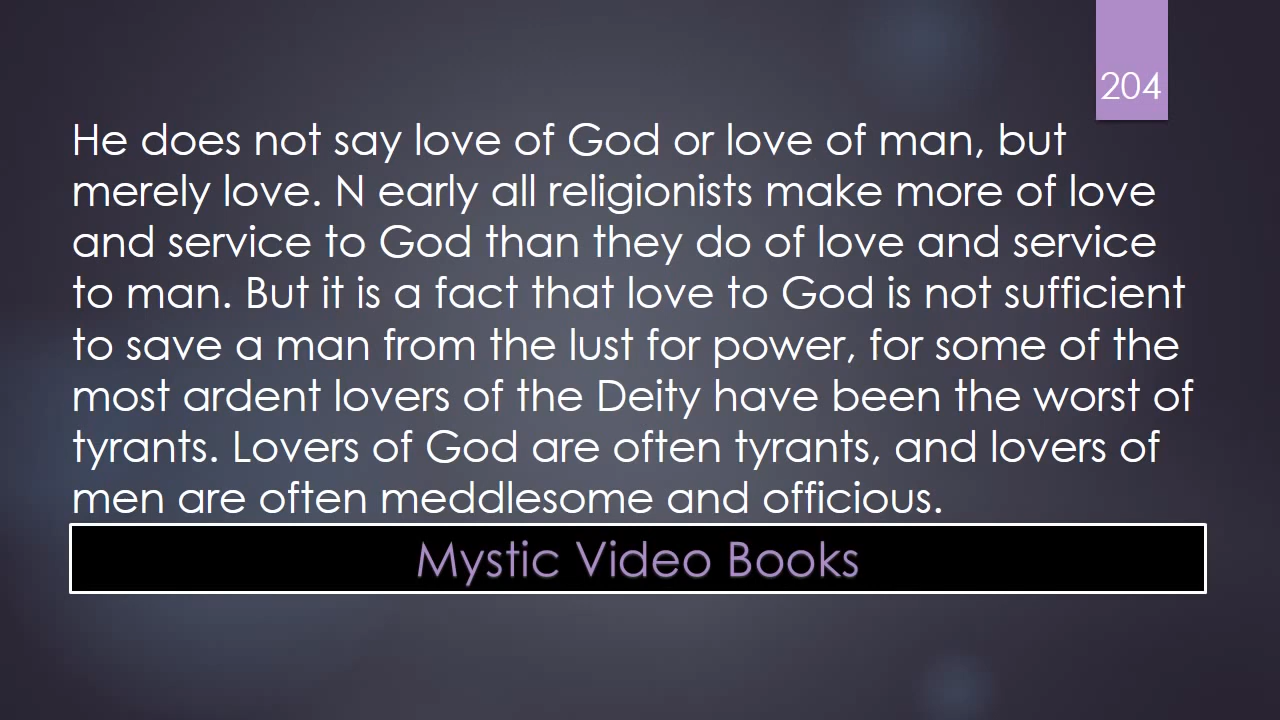 204
He does not say love of God or love of man, but
merely love. N early all religionists make more of love
and service to God than they do of love and service
to man. But it is a fact that love to God is not sufficient
to save a man from the lust for power, for some of the
most ardent lovers of the Deity have been the worst of
tyrants. Lovers of God are often tyrants, and lovers of
men are often meddlesome and officious.
Mystic Video Books